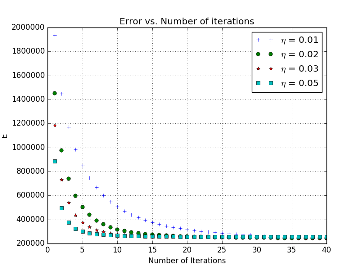 Error vs. Number of iterations
E
2000000
1800000
1600000
1400000
1200000
1000000
800000
600000
400000
200000
η = 0.01
η = 0.02
η = 0.03
η = 0.05
0 5 10 15 20 25 30 35 40
Number of Iterations